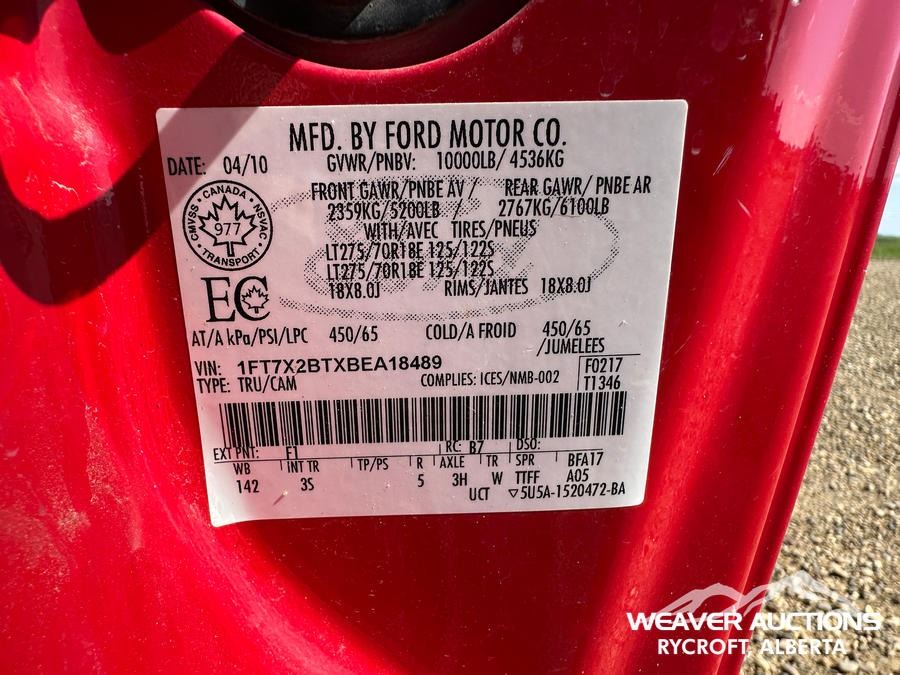 MFD. BY FORD MOTOR CO.
DATE: 04/10 GVWR/PNBV: 10000LB/ 4536KG
FRONT GAWR/PNBE AV / REAR GAWR/ PNBE AR
2359KG/5200LB / 2767KG/6100LB
WITH/AVEC TIRES/PNEUS
LT275/70R18E 125/122S
LT275/70R18E 125/122S
18X8.0J RIMS/JANTES 18X8.0J
CANADA
CMVSS NSVAC
977
TRANSPORT
EC
AT/A kPa/PSI/LPC 450/65 COLD/A FROID 450/65
/JUMELEES
VIN: 1FT7X2BTXBEA18489 F0217
TYPE: TRU/CAM COMPLIES: ICES/NMB-002 T1346
EXT PNT: F1 RC: B7 DSO:
WB INT TR TP/PS R AXLE TR SPR BFA17
142 3S 5 3H W TTFF A05
UCT ▽5U5A-1520472-BA
WEAVER AUCTIONS
RYCROFT, ALBERTA